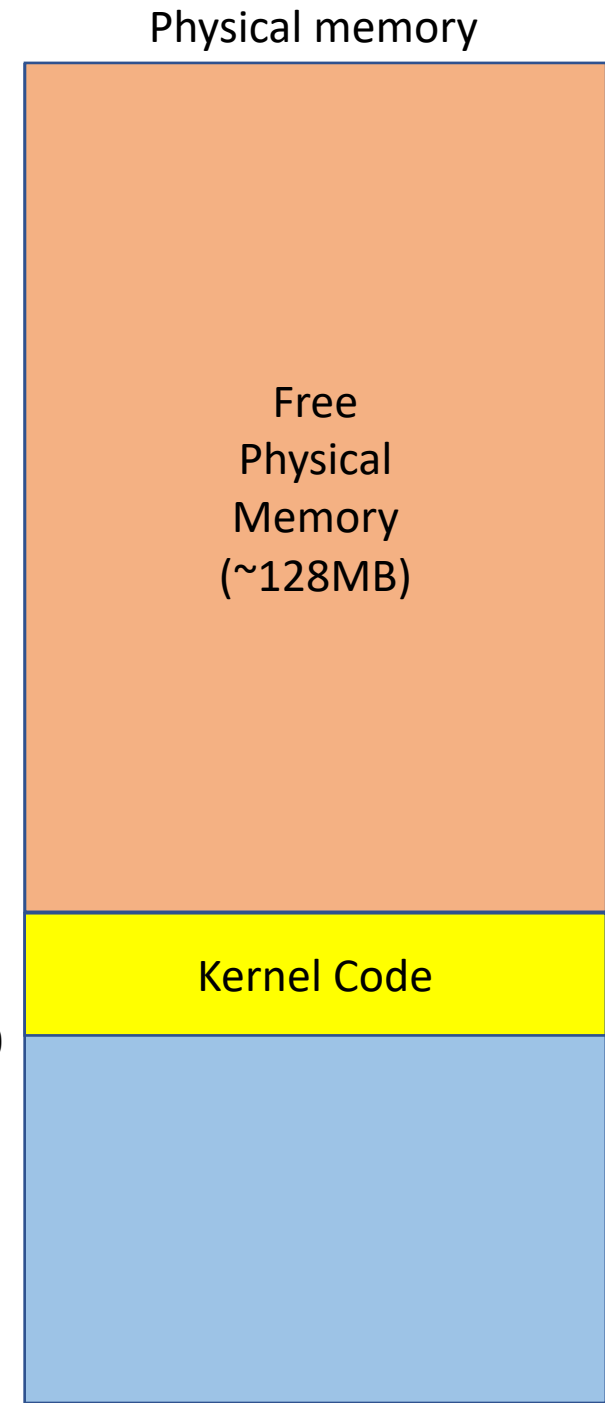 Physical memory
Free
Physical
Memory
(~128MB)
Kernel Code
)